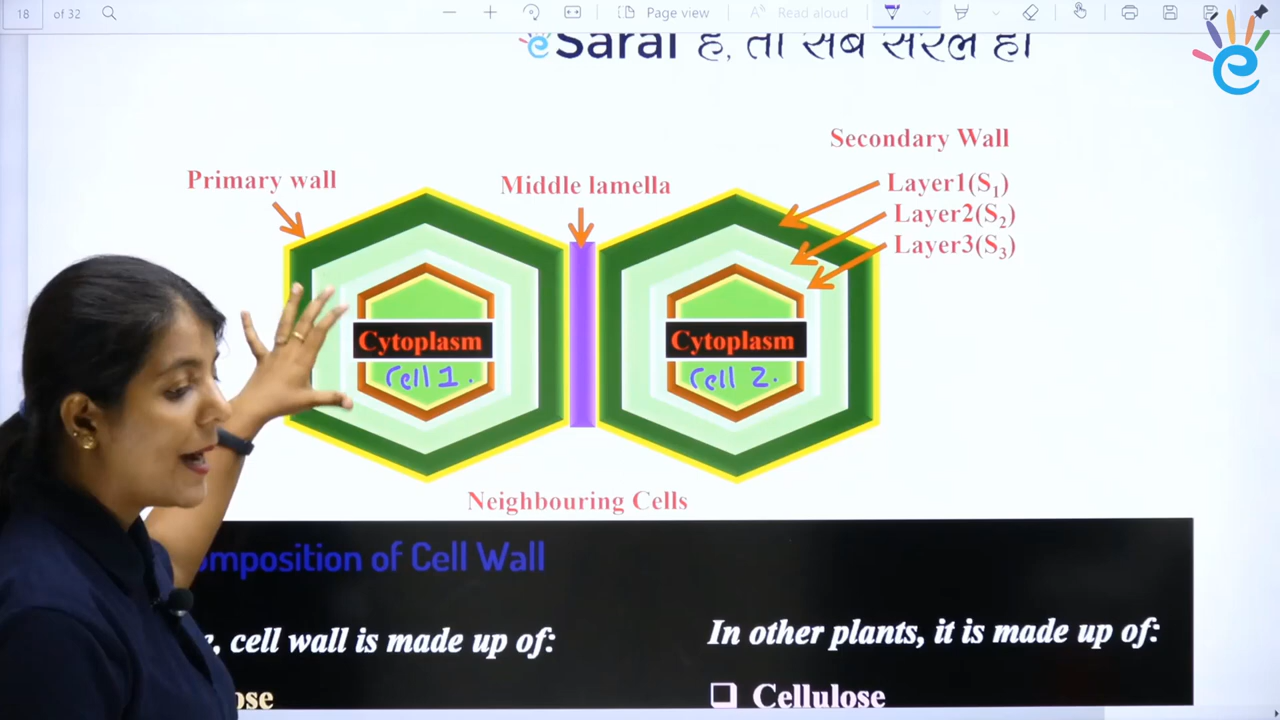 18 of 32 Page view Read aloud
eSaral है, तो सब सरल है
Secondary Wall
Primary wall
Middle lamella
Layer1(S1)
Layer2(S2)
Layer3(S3)
Cytoplasm
Cell 1.
Cytoplasm
Cell 2.
Neighbouring Cells
omposition of Cell Wall
, cell wall is made up of:
In other plants, it is made up of:
ose
Cellulose
e